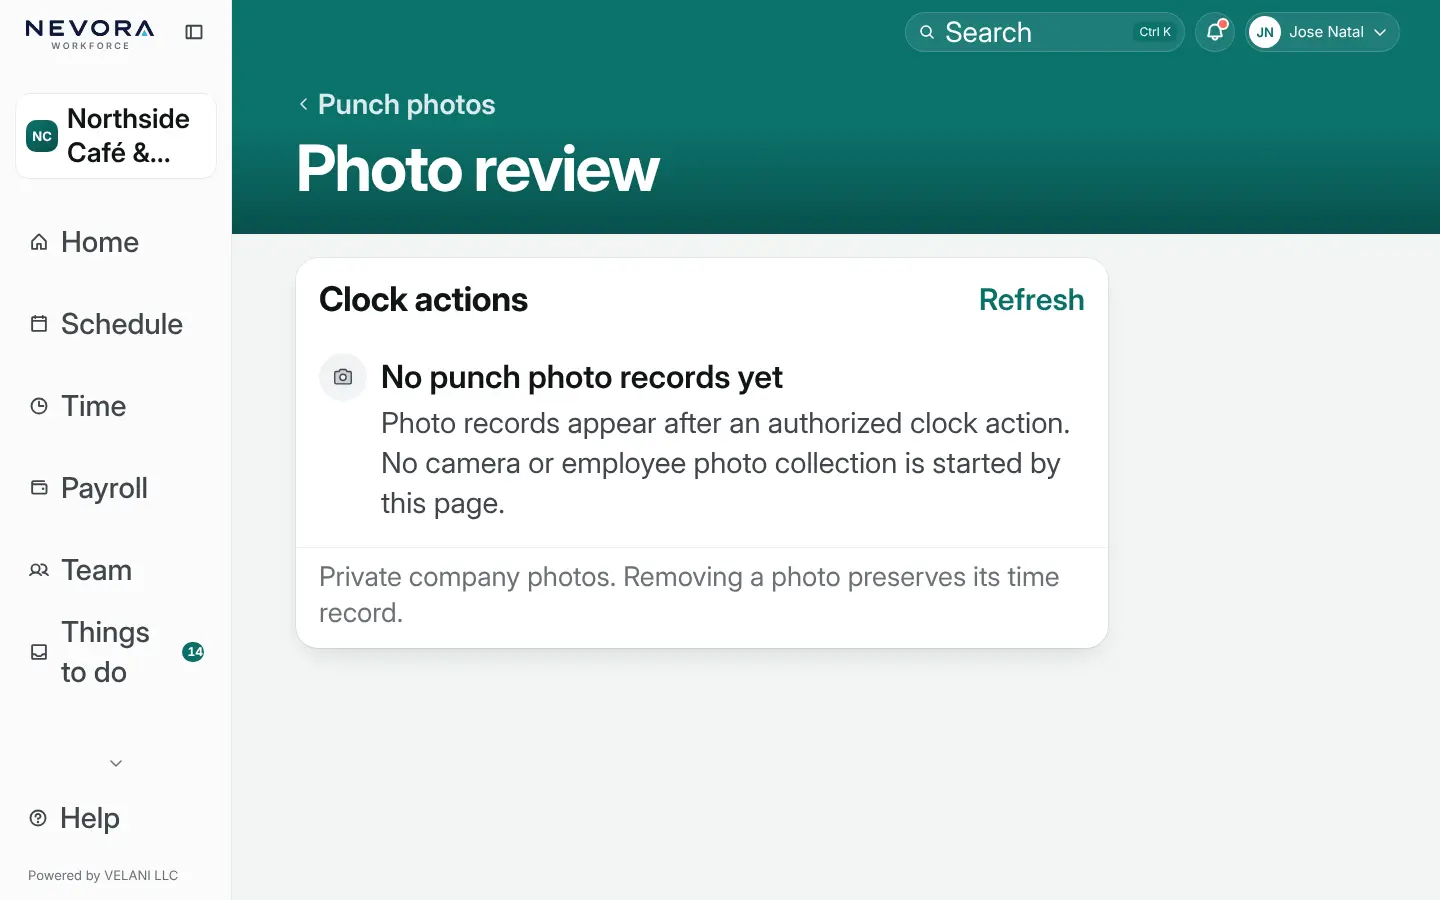 NEVORA
WORKFORCE
Search
Ctrl K
JN
Jose Natal
NC
Northside
Café &...
Punch photos
Photo review
Home
Schedule
Time
Payroll
Team
Things
to do
14
Help
Powered by VELANI LLC
Clock actions
Refresh
No punch photo records yet
Photo records appear after an authorized clock action.
No camera or employee photo collection is started by
this page.
Private company photos. Removing a photo preserves its time
record.